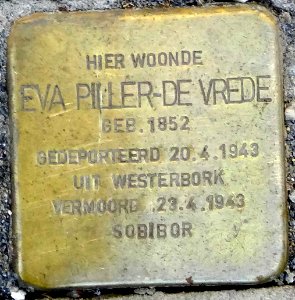 HIER WOONDE
EVA PILLER-DE VREDE
GEB. 1852
GEDEPORTEERD 20.4.1943
UIT WESTERBORK
VERMOORD 23.4.1943
SOBIBOR